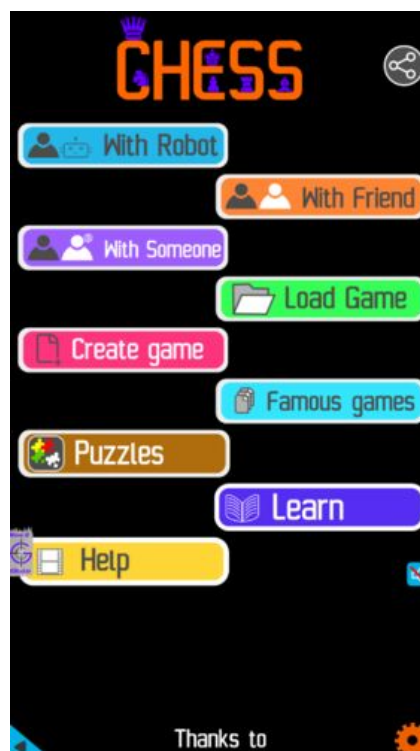 CHESS
With Robot
With Friend
With Someone
Load Game
Create game
Famous games
Puzzles
Learn
Help
Thanks to